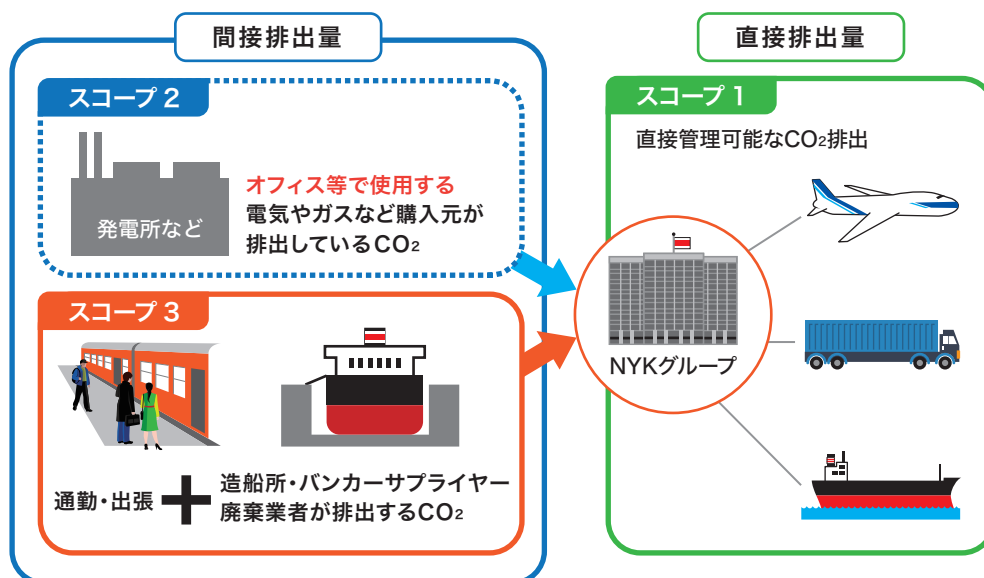 間接排出量
スコープ 2
発電所など
オフィス等で使用する
電気やガスなど購入元が
排出しているCO₂
スコープ 3
通勤・出張
造船所・バンカーサプライヤー
廃棄業者が排出するCO₂
直接排出量
スコープ 1
直接管理可能なCO₂排出
NYKグループ